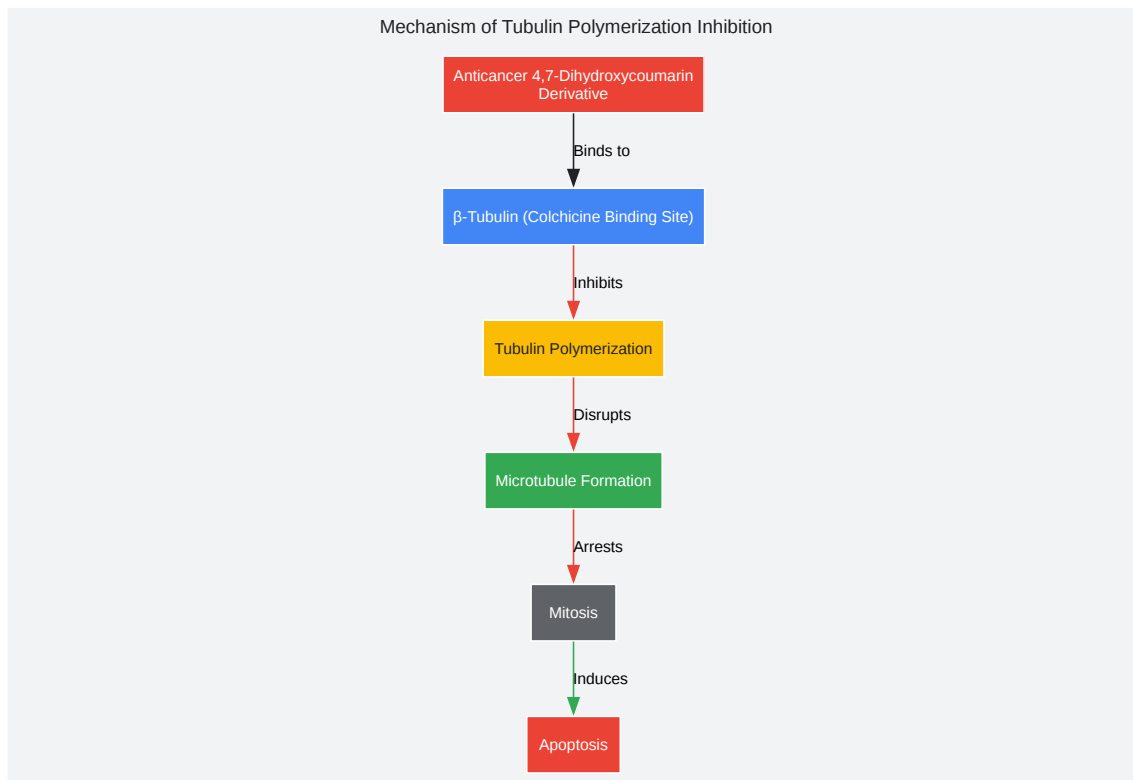 Mechanism of Tubulin Polymerization Inhibition
Anticancer 4,7-Dihydroxycoumarin
Derivative
Binds to
β-Tubulin (Colchicine Binding Site)
Inhibits
Tubulin Polymerization
Disrupts
Microtubule Formation
Arrests
Mitosis
Induces
Apoptosis